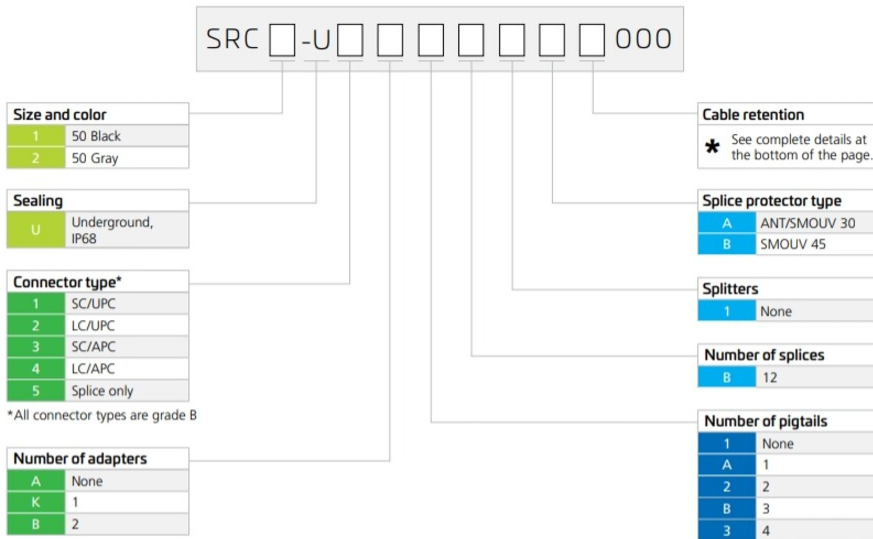 SRC -U 000
Size and color
1 50 Black
2 50 Gray
Sealing
U Underground,
IP68
Connector type*
1 SC/UPC
2 LC/UPC
3 SC/APC
4 LC/APC
5 Splice only
*All connector types are grade B
Number of adapters
A None
K 1
B 2
Cable retention
* See complete details at
the bottom of the page.
Splice protector type
A ANT/SMOUV 30
B SMOUV 45
Splitters
1 None
Number of splices
B 12
Number of pigtails
1 None
A 1
2 2
B 3
3 4